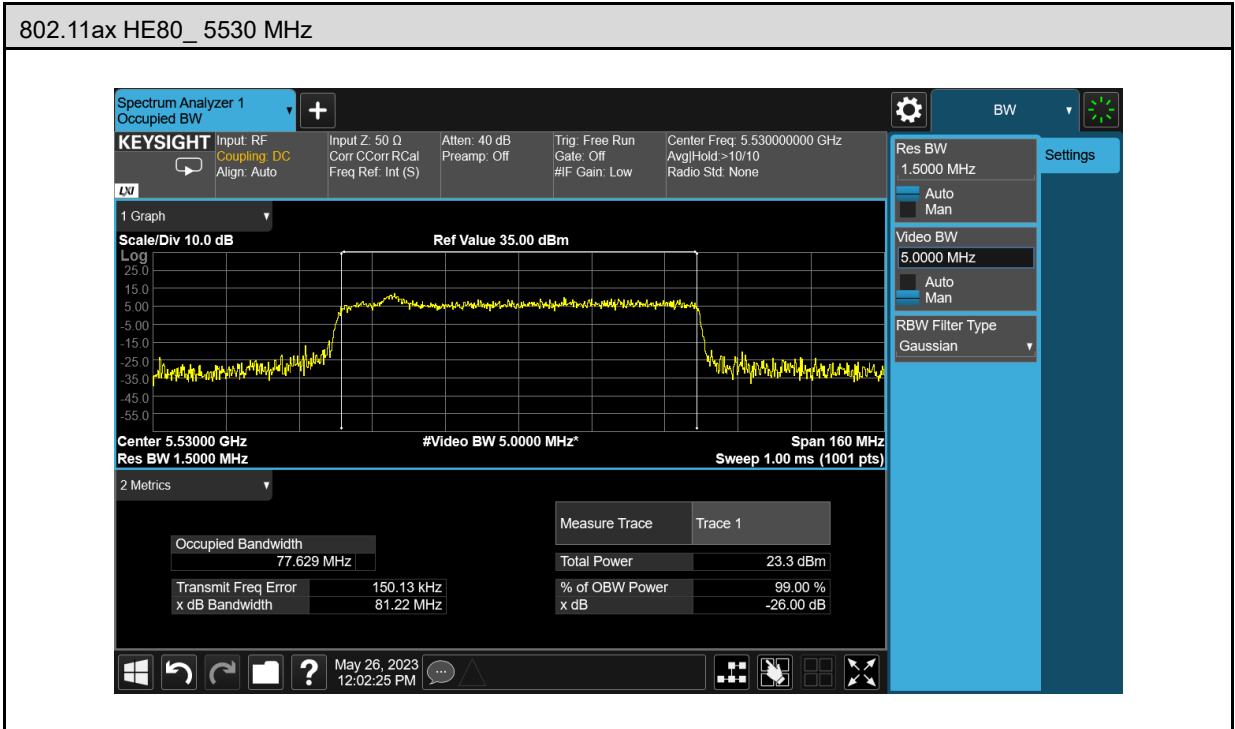 802.11ax HE80_ 5530 MHz
Spectrum Analyzer 1
Occupied BW
+
BW
KEYSIGHT
LXI
Input: RF
Coupling: DC
Align: Auto
Input Z: 50 Ω
Corr CCorr RCal
Freq Ref: Int (S)
Atten: 40 dB
Preamp: Off
Trig: Free Run
Gate: Off
#IF Gain: Low
Center Freq: 5.530000000 GHz
Avg|Hold:>10/10
Radio Std: None
Res BW
1.5000 MHz
Auto
Man
Video BW
5.0000 MHz
Auto
Man
RBW Filter Type
Gaussian
Settings
1 Graph
Scale/Div 10.0 dB
Ref Value 35.00 dBm
Log
25.0
15.0
5.00
-5.00
-15.0
-25.0
-35.0
-45.0
-55.0
Center 5.53000 GHz
#Video BW 5.0000 MHz*
Span 160 MHz
Res BW 1.5000 MHz
Sweep 1.00 ms (1001 pts)
2 Metrics
Measure Trace Trace 1
Occupied Bandwidth
77.629 MHz
Total Power 23.3 dBm
Transmit Freq Error 150.13 kHz
% of OBW Power 99.00 %
x dB Bandwidth 81.22 MHz
x dB -26.00 dB
?
May 26, 2023
12:02:25 PM